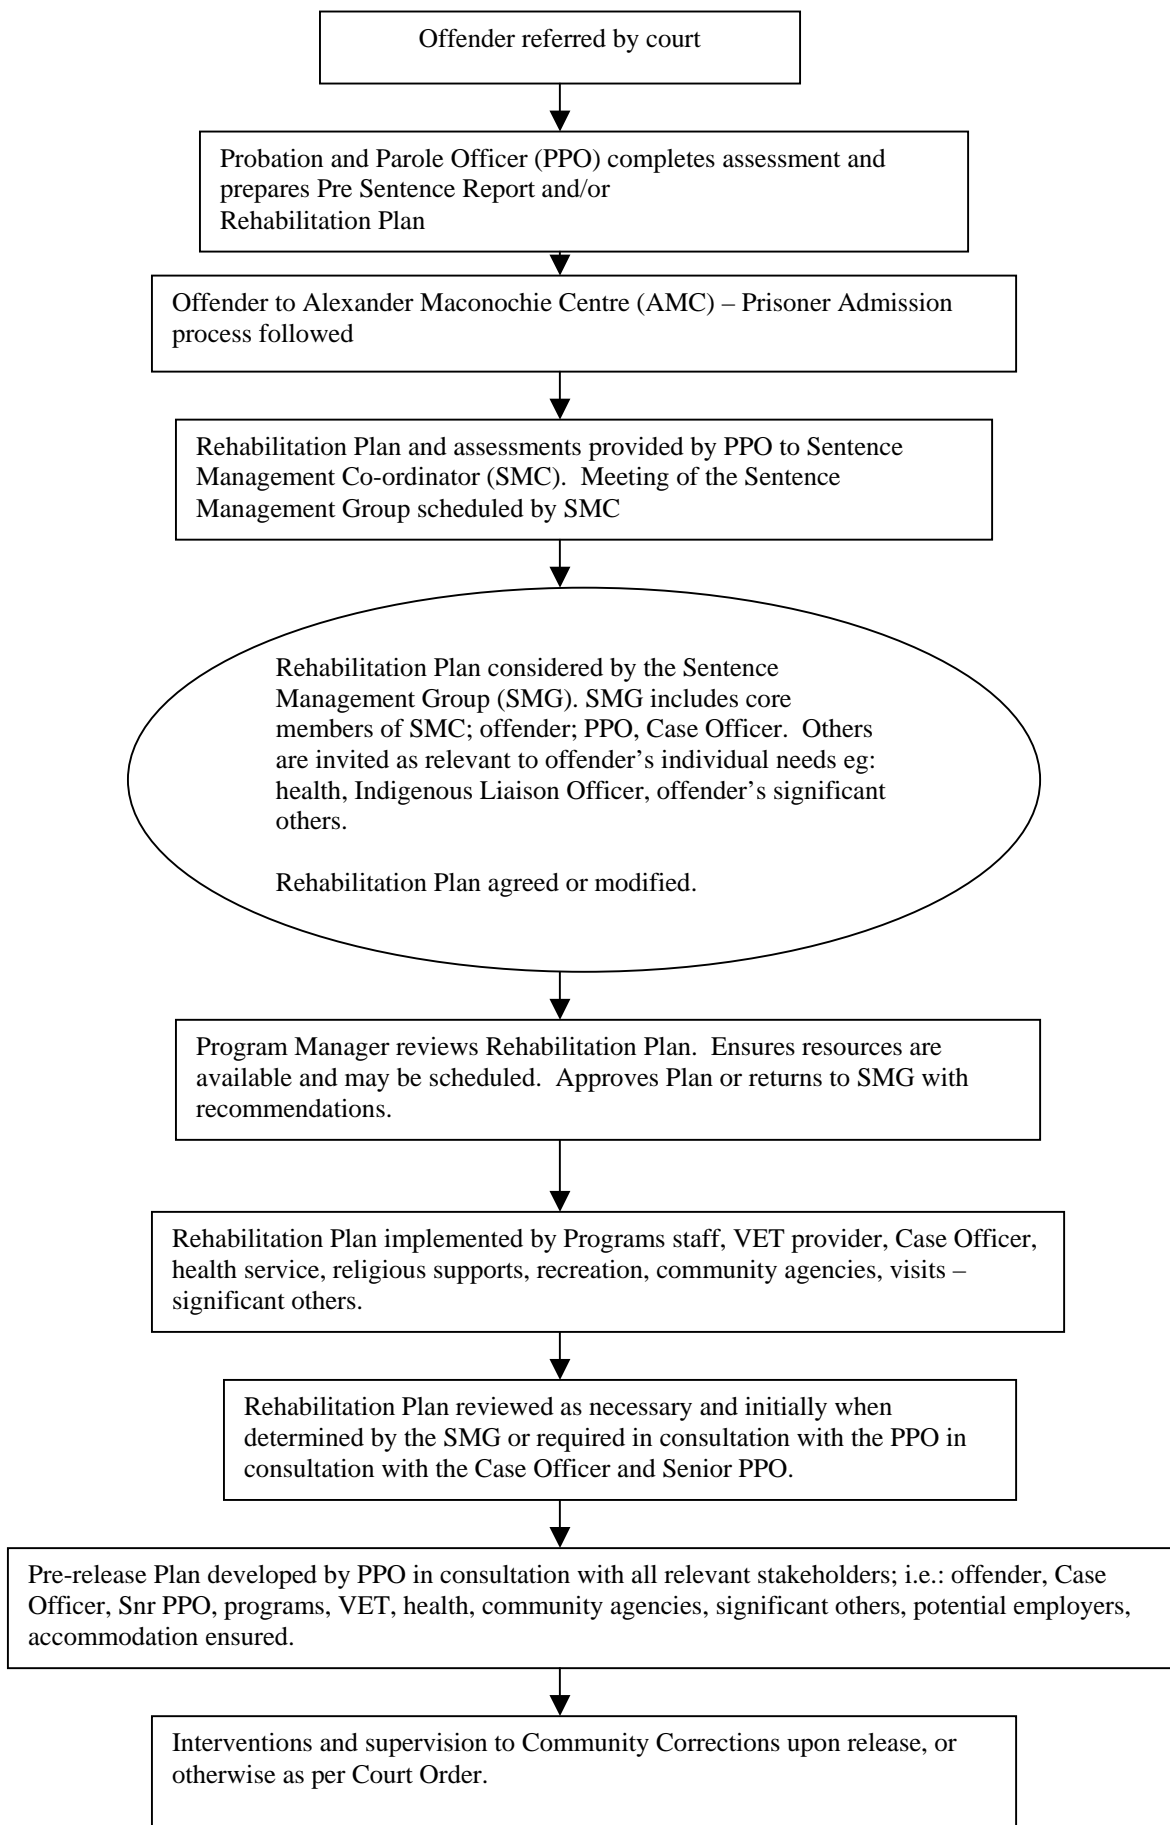 Offender referred by court
Probation and Parole Officer (PPO) completes assessment and
prepares Pre Sentence Report and/or
Rehabilitation Plan
Offender to Alexander Maconochie Centre (AMC) – Prisoner Admission
process followed
Rehabilitation Plan and assessments provided by PPO to Sentence
Management Co-ordinator (SMC).  Meeting of the Sentence
Management Group scheduled by SMC
Rehabilitation Plan considered by the Sentence
Management Group (SMG). SMG includes core
members of SMC; offender; PPO, Case Officer.  Others
are invited as relevant to offender’s individual needs eg:
health, Indigenous Liaison Officer, offender’s significant
others.
Rehabilitation Plan agreed or modified.
Program Manager reviews Rehabilitation Plan.  Ensures resources are
available and may be scheduled.  Approves Plan or returns to SMG with
recommendations.
Rehabilitation Plan implemented by Programs staff, VET provider, Case Officer,
health service, religious supports, recreation, community agencies, visits –
significant others.
Rehabilitation Plan reviewed as necessary and initially when
determined by the SMG or required in consultation with the PPO in
consultation with the Case Officer and Senior PPO.
Pre-release Plan developed by PPO in consultation with all relevant stakeholders; i.e.: offender, Case
Officer, Snr PPO, programs, VET, health, community agencies, significant others, potential employers,
accommodation ensured.
Interventions and supervision to Community Corrections upon release, or
otherwise as per Court Order.